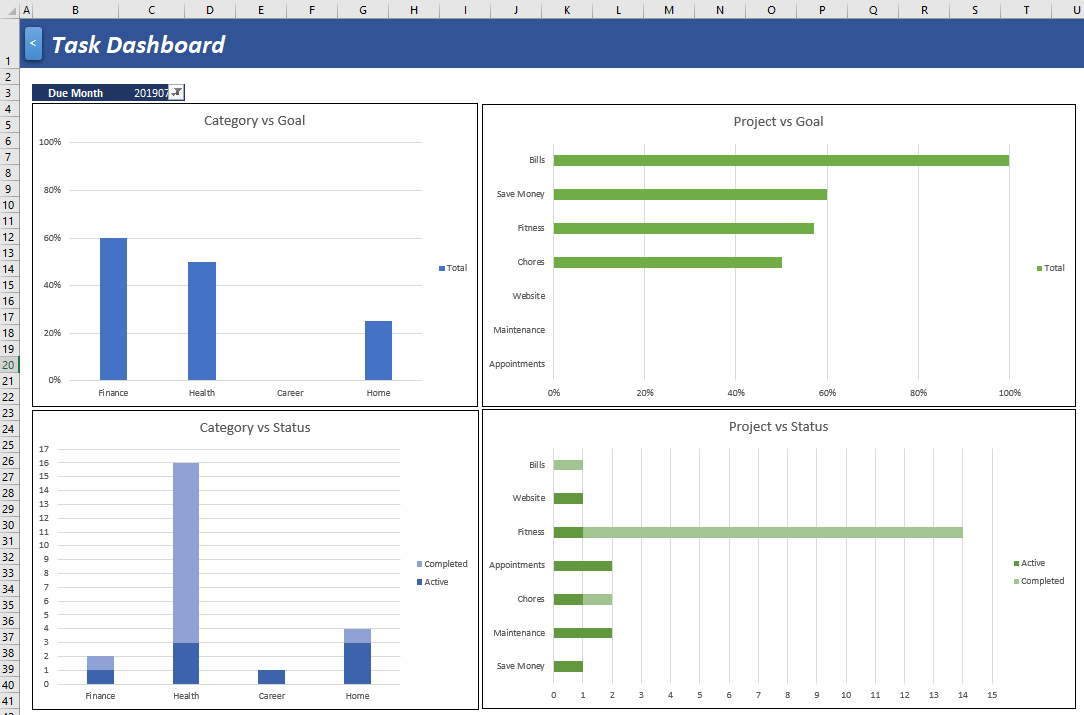 A B C D E F G H I J K L M N O P Q R S T U
1
< Task Dashboard
2
3
Due Month 201907
4
5
6
7
8
9
10
11
12
13
14
15
16
17
18
19
20
21
22
23
24
25
26
27
28
29
30
31
32
33
34
35
36
37
38
39
40
41
Category vs Goal
100%
80%
60%
40%
20%
0%
Finance Health Career Home
Total
Project vs Goal
Bills
Save Money
Fitness
Chores
Website
Maintenance
Appointments
0% 20% 40% 60% 80% 100%
Total
Category vs Status
17
16
15
14
13
12
11
10
9
8
7
6
5
4
3
2
1
0
Finance Health Career Home
Completed
Active
Project vs Status
Bills
Website
Fitness
Appointments
Chores
Maintenance
Save Money
0 1 2 3 4 5 6 7 8 9 10 11 12 13 14 15
Active
Completed